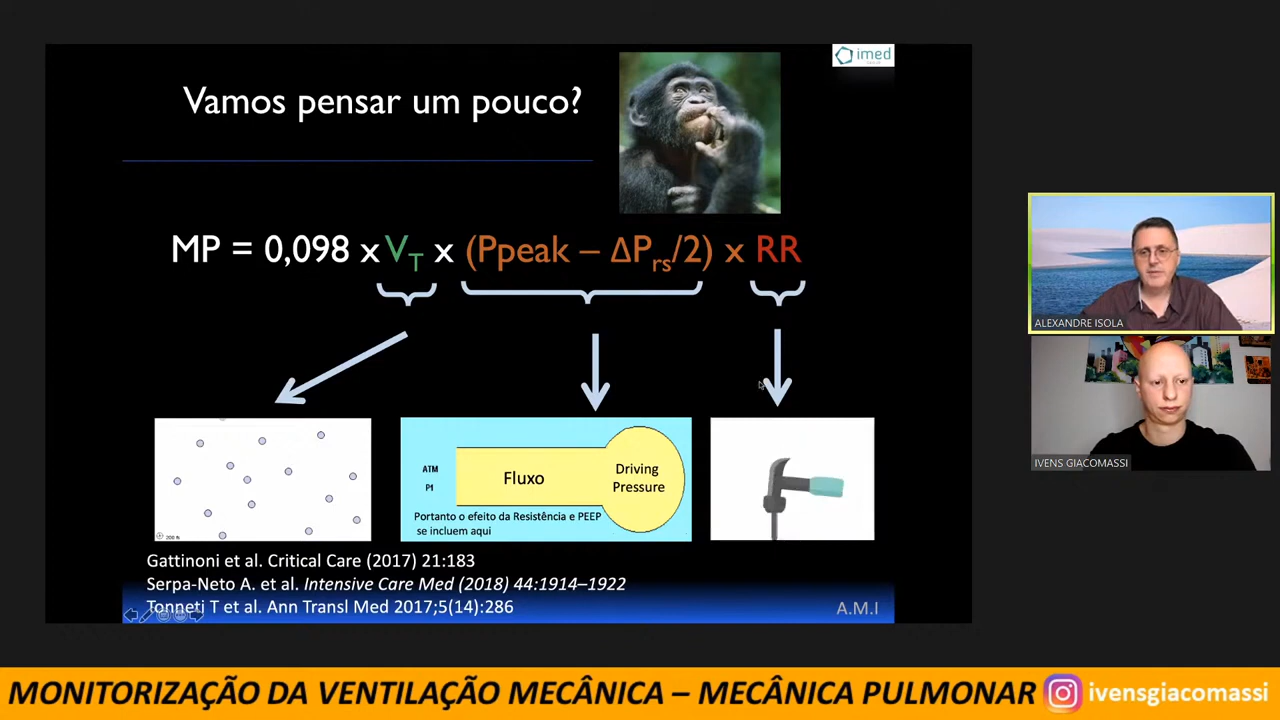 imed
Vamos pensar um pouco?
MP = 0,098 x VT x (Ppeak – ΔPrs/2) x RR
ATM
P1
Fluxo
Driving
Pressure
Portanto o efeito da Resistência e PEEP
se incluem aqui
Gattinoni et al. Critical Care (2017) 21:183
Serpa-Neto A. et al. Intensive Care Med (2018) 44:1914–1922
Tonneti T et al. Ann Transl Med 2017;5(14):286
A.M.I
ALEXANDRE ISOLA
IVENS GIACOMASSI
MONITORIZAÇÃO DA VENTILAÇÃO MECÂNICA – MECÂNICA PULMONAR
ivensgiacomassi